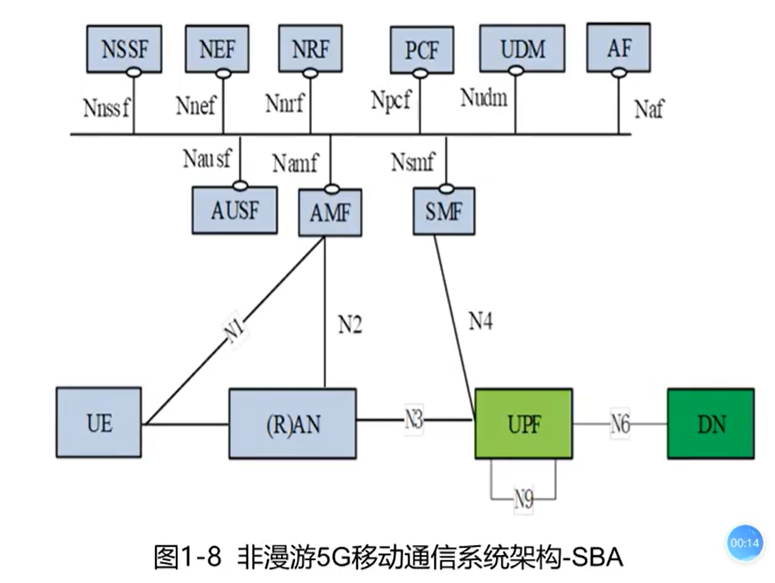 NSSF NEF NRF PCF UDM AF
Nnssf Nnef Nnrf Npcf Nudm Naf
Nausf Namf Nsmf
AUSF AMF SMF
N1 N2 N4
UE (R)AN N3 UPF N6 DN
N9
00:14
图1-8 非漫游5G移动通信系统架构-SBA